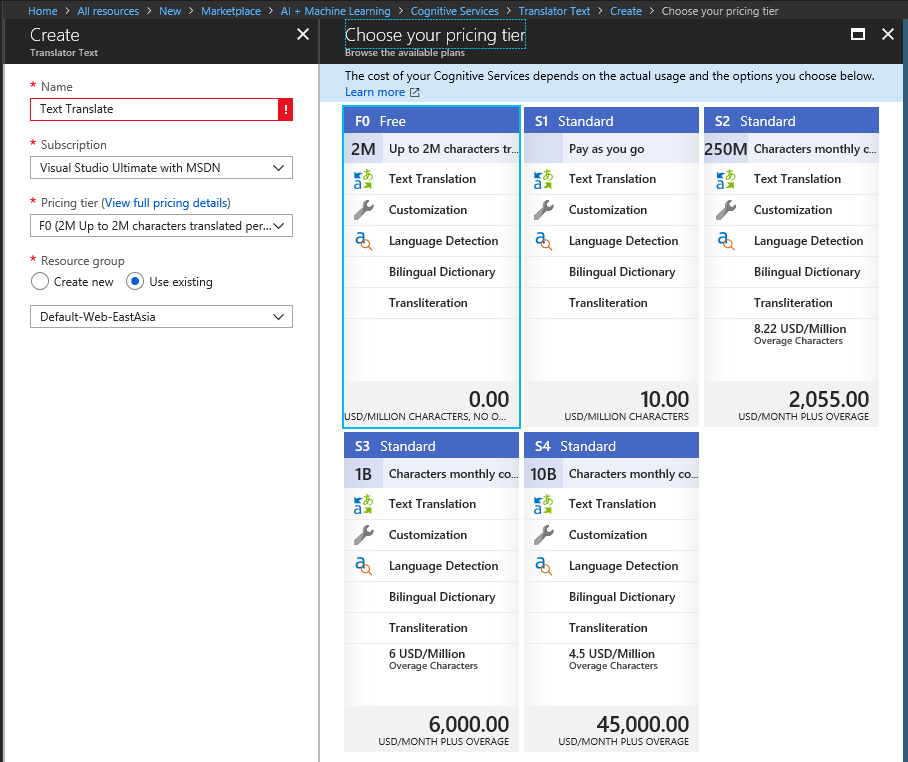 Home > All resources > New > Marketplace > AI + Machine Learning > Cognitive Services > Translator Text > Create > Choose your pricing tier
Create
Translator Text
* Name
Text Translate
!
* Subscription
Visual Studio Ultimate with MSDN
* Pricing tier (View full pricing details)
F0 (2M Up to 2M characters translated per...
* Resource group
Create new Use existing
Default-Web-EastAsia
Choose your pricing tier
Browse the available plans
The cost of your Cognitive Services depends on the actual usage and the options you choose below.
Learn more
F0 Free
2M Up to 2M characters tr...
Text Translation
Customization
Language Detection
Bilingual Dictionary
Transliteration
0.00
USD/MILLION CHARACTERS, NO O...
S1 Standard
Pay as you go
Text Translation
Customization
Language Detection
Bilingual Dictionary
Transliteration
10.00
USD/MILLION CHARACTERS
S2 Standard
250M Characters monthly c...
Text Translation
Customization
Language Detection
Bilingual Dictionary
Transliteration
8.22 USD/Million
Overage Characters
2,055.00
USD/MONTH PLUS OVERAGE
S3 Standard
1B Characters monthly co...
Text Translation
Customization
Language Detection
Bilingual Dictionary
Transliteration
6 USD/Million
Overage Characters
6,000.00
USD/MONTH PLUS OVERAGE
S4 Standard
10B Characters monthly co...
Text Translation
Customization
Language Detection
Bilingual Dictionary
Transliteration
4.5 USD/Million
Overage Characters
45,000.00
USD/MONTH PLUS OVERAGE